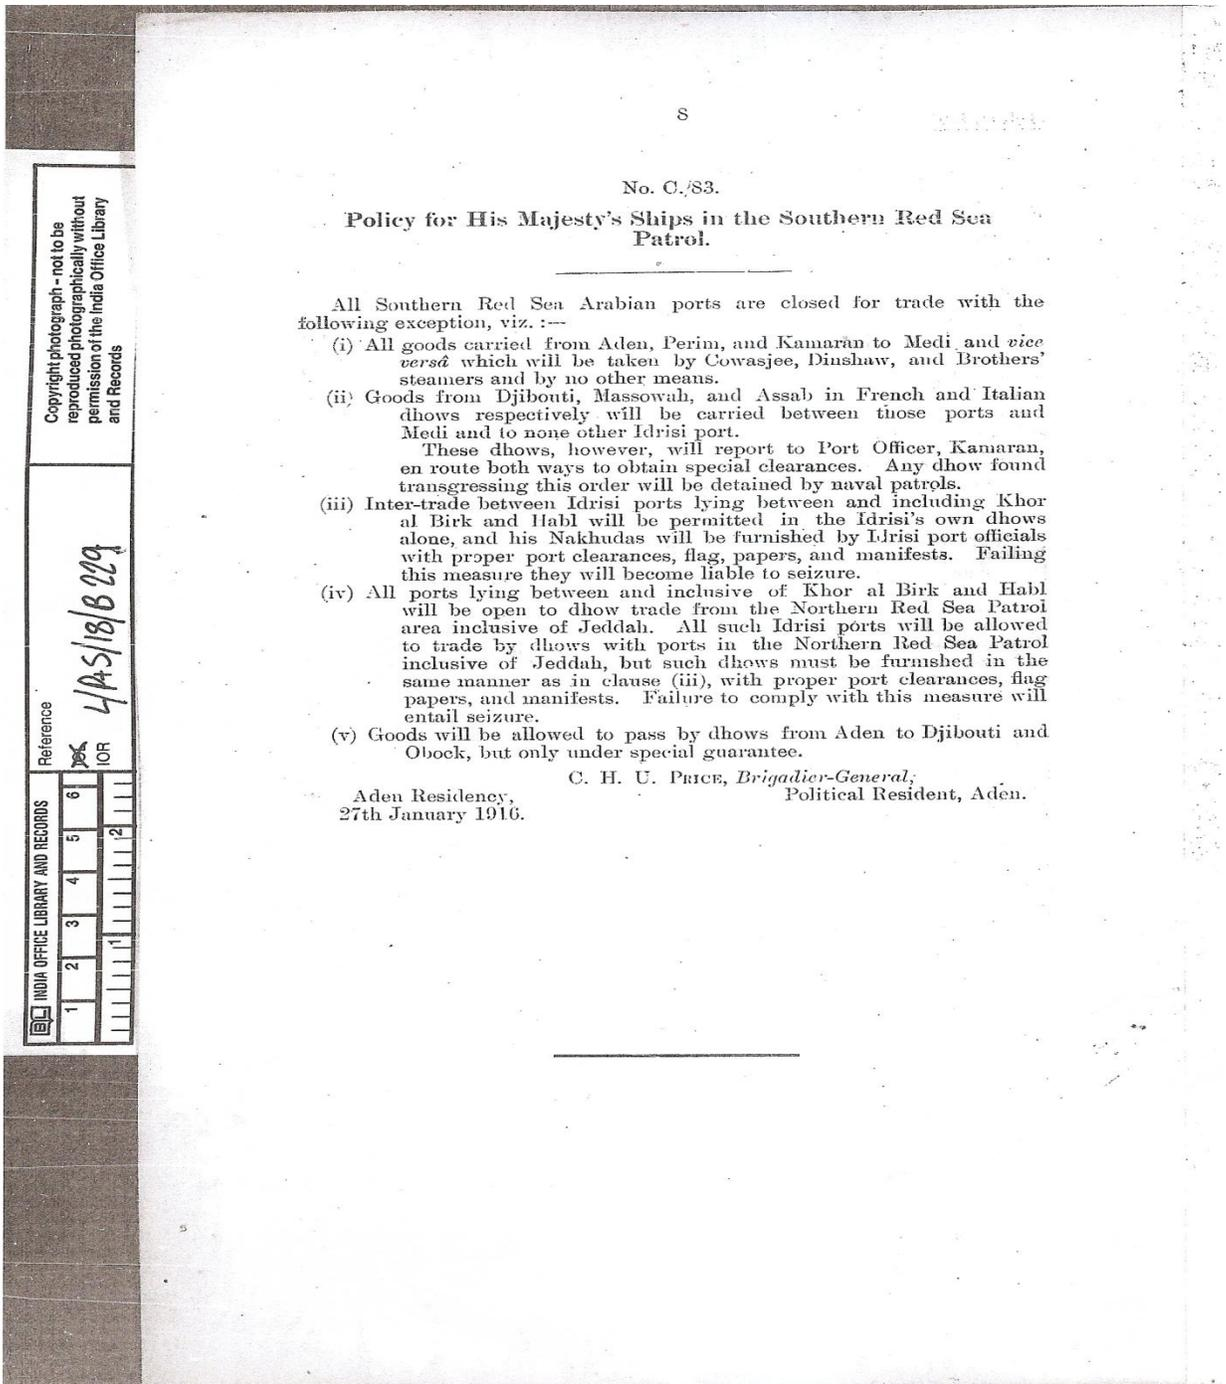 8
No. C./83.
Policy for His Majesty's Ships in the Southern Red Sea
Patrol.
All Southern Red Sea Arabian ports are closed for trade with the
following exception, viz. :—
(i) All goods carried from Aden, Perim, and Kamaran to Medi and vice
versâ which will be taken by Cowasjee, Dinshaw, and Brothers'
steamers and by no other means.
(ii) Goods from Djibouti, Massowah, and Assab in French and Italian
dhows respectively will be carried between those ports and
Medi and to none other Idrisi port.
These dhows, however, will report to Port Officer, Kamaran,
en route both ways to obtain special clearances. Any dhow found
transgressing this order will be detained by naval patrols.
(iii) Inter-trade between Idrisi ports lying between and including Khor
al Birk and Habl will be permitted in the Idrisi's own dhows
alone, and his Nakhudas will be furnished by Idrisi port officials
with proper port clearances, flag, papers, and manifests. Failing
this measure they will become liable to seizure.
(iv) All ports lying between and inclusive of Khor al Birk and Habl
will be open to dhow trade from the Northern Red Sea Patrol
area inclusive of Jeddah. All such Idrisi ports will be allowed
to trade by dhows with ports in the Northern Red Sea Patrol
inclusive of Jeddah, but such dhows must be furnished in the
same manner as in clause (iii), with proper port clearances, flag
papers, and manifests. Failure to comply with this measure will
entail seizure.
(v) Goods will be allowed to pass by dhows from Aden to Djibouti and
Obock, but only under special guarantee.
C. H. U. PRICE, Brigadier-General,
Political Resident, Aden.
Aden Residency,
27th January 1916.
Copyright photograph - not to be
reproduced photographically without
permission of the India Office Library
and Records
Reference
IOR
4PAS/18/B229
BL INDIA OFFICE LIBRARY AND RECORDS
1 2 3 4 5 6
1 2